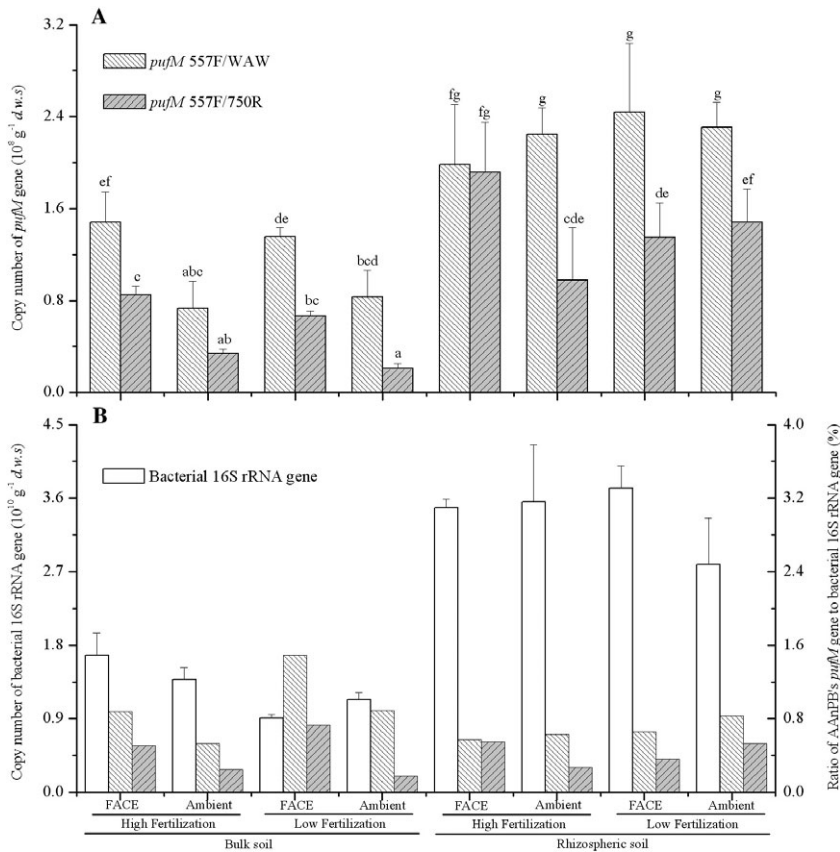 A
pufM 557F/WAW
pufM 557F/750R
Copy number of pufM gene (10⁸ g⁻¹ d.w.s)
3.2
2.4
1.6
0.8
0.0
ef
c
abc
ab
de
bc
bcd
a
fg
fg
g
cde
g
de
g
ef
B
Bacterial 16S rRNA gene
Copy number of bacterial 16S rRNA gene (10¹⁰ g⁻¹ d.w.s)
4.5
3.6
2.7
1.8
0.9
0.0
4.0
3.2
2.4
1.6
0.8
0.0
Ratio of AAnPB's pufM gene to bacterial 16S rRNA gene (%)
FACE Ambient FACE Ambient FACE Ambient FACE Ambient
High Fertilization Low Fertilization High Fertilization Low Fertilization
Bulk soil Rhizospheric soil